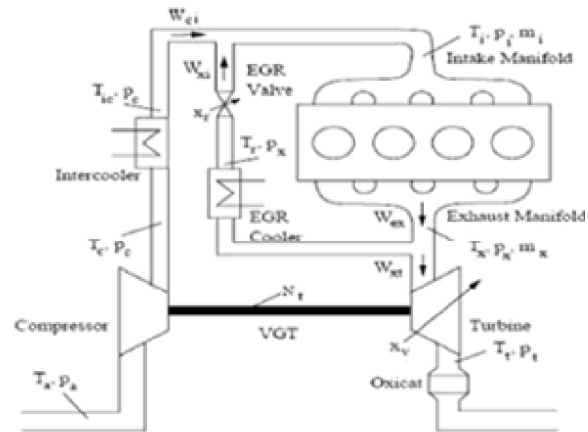 W_ci
T_i, p_i, m_i
Intake Manifold
W_xi
EGR
Valve
T_ic, p_c
x_r
T_r, p_x
Intercooler
EGR
Cooler
W_ex
Exhaust Manifold
T_x, p_x, m_x
T_c, p_c
W_xt
N_t
Compressor
VGT
x_v
Turbine
T_t, p_t
Oxicat
T_a, p_a